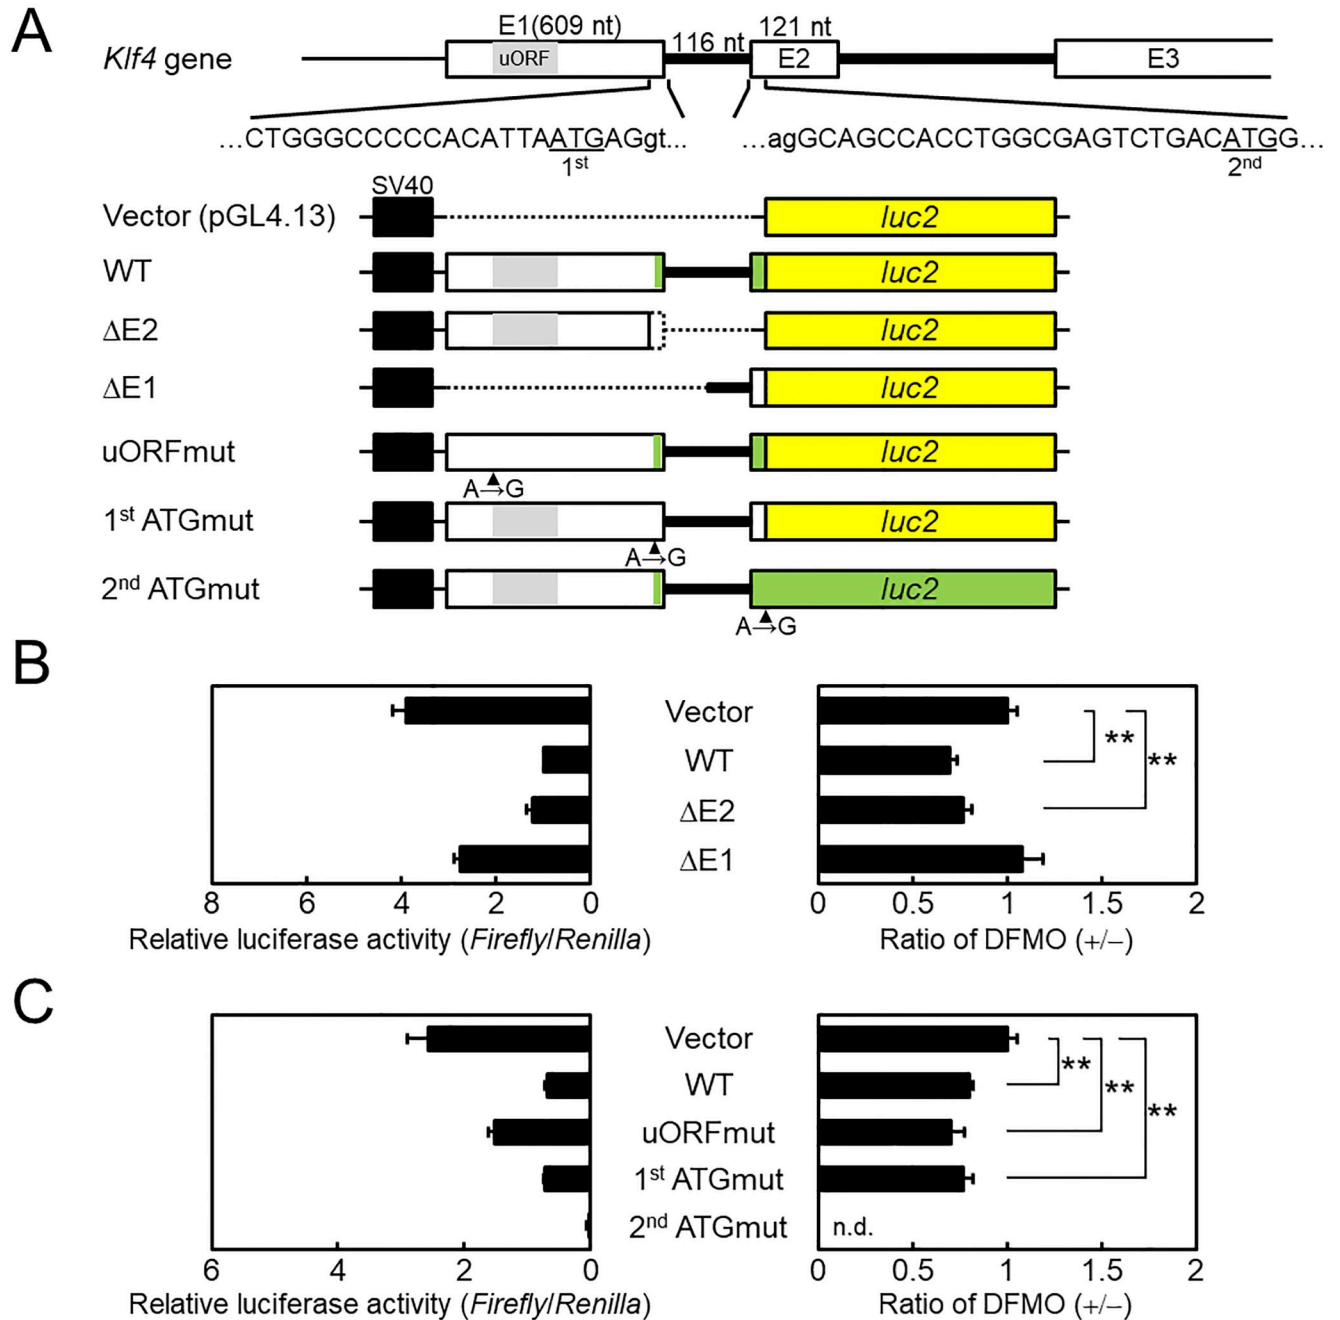 A
E1(609 nt)
121 nt
116 nt
Klf4 gene
uORF
E2
E3
...CTGGGCCCCCACATTAATGAGgt...
...agGCAGCCACCTGGCGAGTCTGACATGG...
1st
2nd
SV40
Vector (pGL4.13)
luc2
WT
luc2
ΔE2
luc2
ΔE1
luc2
uORFmut
luc2
A→G
1st ATGmut
luc2
A→G
2nd ATGmut
luc2
A→G
B
Vector
WT
ΔE2
ΔE1
**
**
8 6 4 2 0
0 0.5 1 1.5 2
Relative luciferase activity (Firefly/Renilla)
Ratio of DFMO (+/−)
C
Vector
WT
uORFmut
1st ATGmut
2nd ATGmut
**
**
**
n.d.
6 4 2 0
0 0.5 1 1.5 2
Relative luciferase activity (Firefly/Renilla)
Ratio of DFMO (+/−)